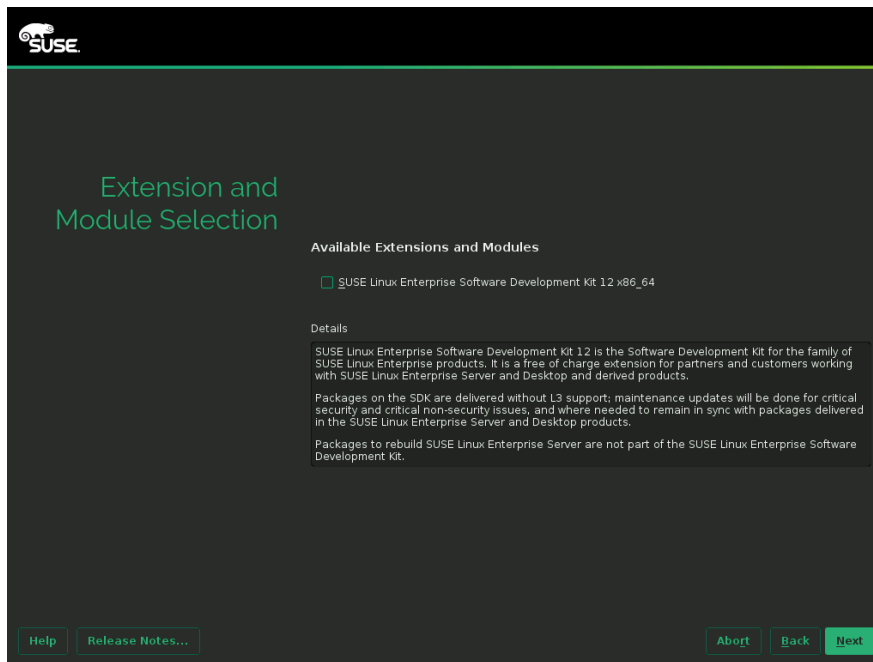 SUSE.
Extension and
Module Selection
Available Extensions and Modules
SUSE Linux Enterprise Software Development Kit 12 x86_64
Details
SUSE Linux Enterprise Software Development Kit 12 is the Software Development Kit for the family of
SUSE Linux Enterprise products. It is a free of charge extension for partners and customers working
with SUSE Linux Enterprise Server and Desktop and derived products.
Packages on the SDK are delivered without L3 support; maintenance updates will be done for critical
security and critical non-security issues, and where needed to remain in sync with packages delivered
in the SUSE Linux Enterprise Server and Desktop products.
Packages to rebuild SUSE Linux Enterprise Server are not part of the SUSE Linux Enterprise Software
Development Kit.
Help
Release Notes...
Abort
Back
Next